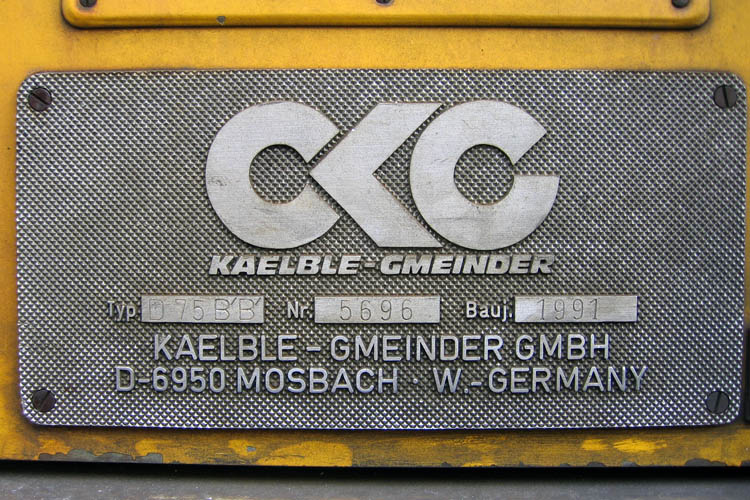 CKG
KAELBLE-GMEINDER
Typ D 75 B'B' Nr. 5696 Bauj. 1991
KAELBLE - GMEINDER GMBH
D-6950 MOSBACH · W.-GERMANY